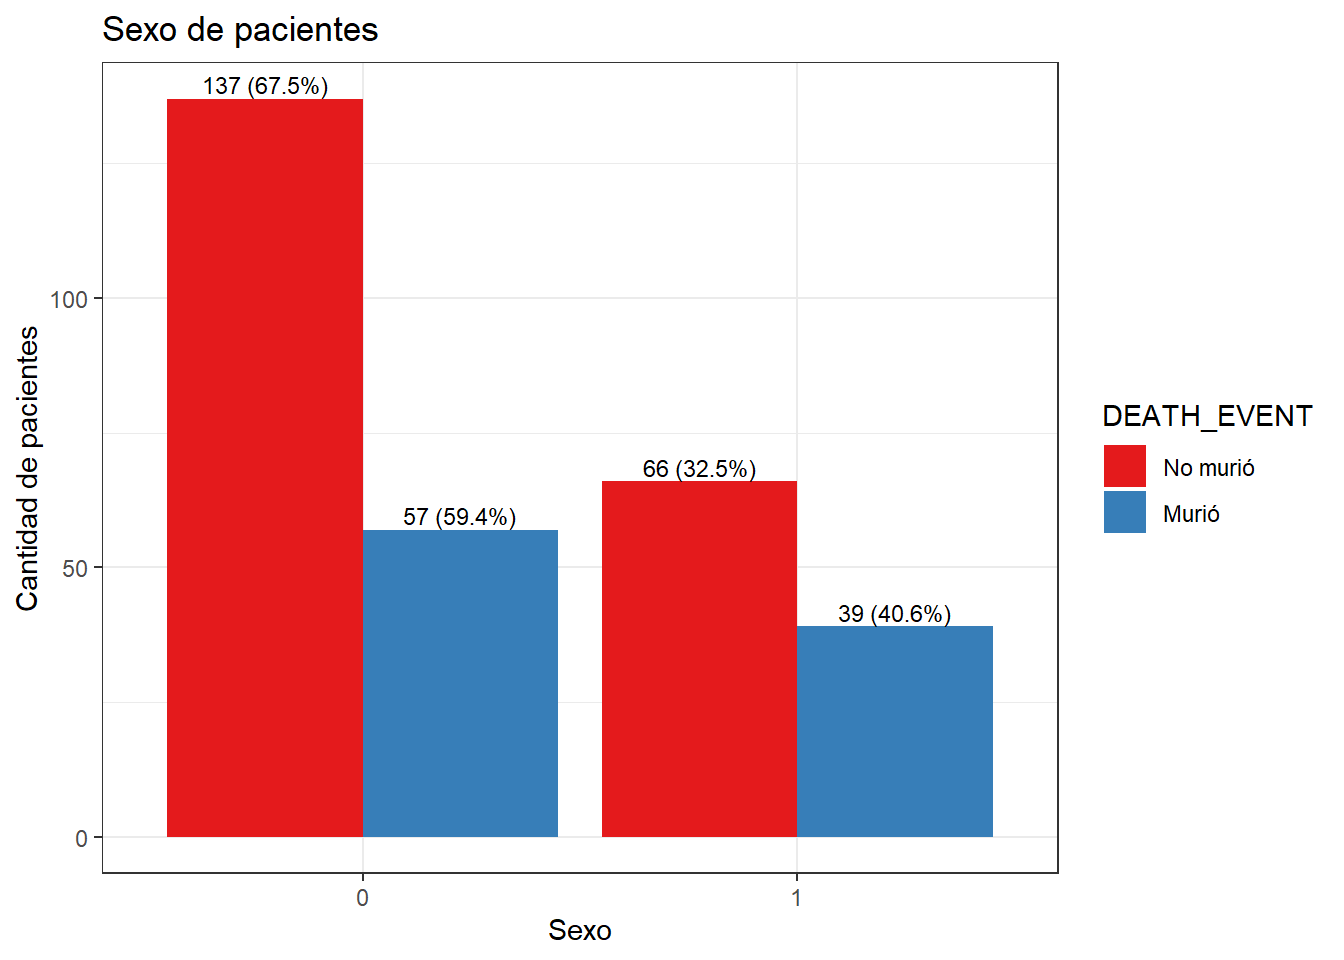 Sexo de pacientes
137 (67.5%)
57 (59.4%)
66 (32.5%)
39 (40.6%)
100
50
0
Cantidad de pacientes
0
1
Sexo
DEATH_EVENT
No murió
Murió